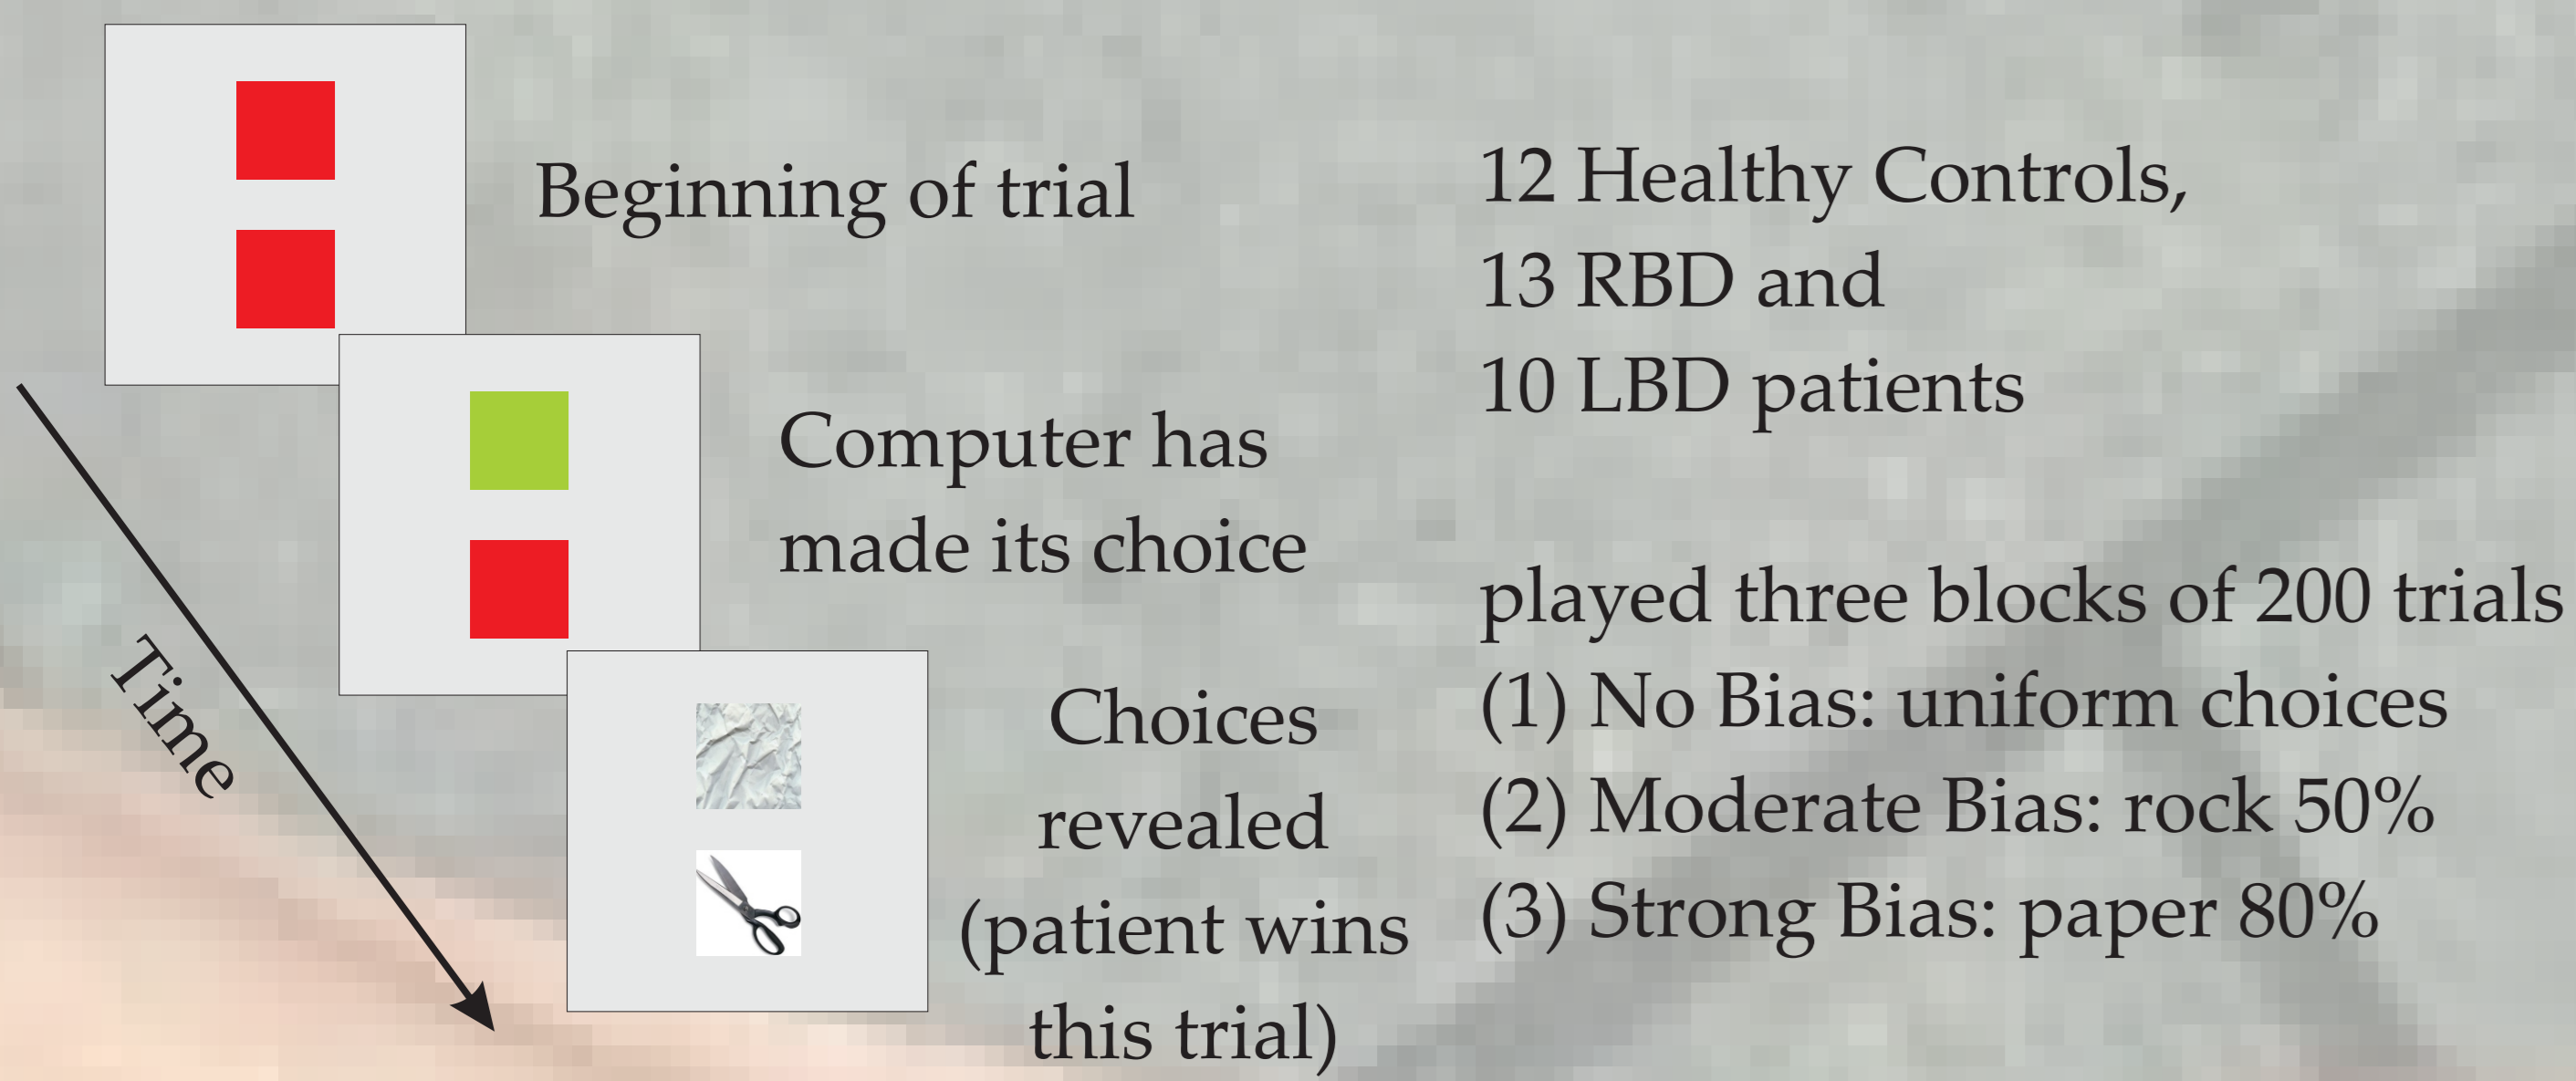 Beginning of trial
Computer has
made its choice
Time
Choices
revealed
(patient wins
this trial)
12 Healthy Controls,
13 RBD and
10 LBD patients
played three blocks of 200 trials
(1) No Bias: uniform choices
(2) Moderate Bias: rock 50%
(3) Strong Bias: paper 80%